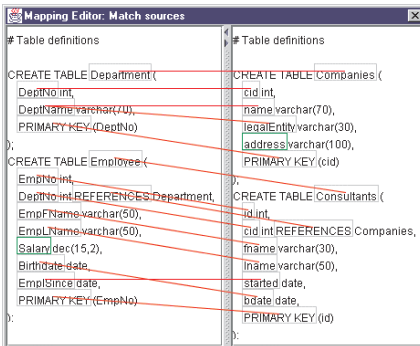 Mapping Editor: Match sources
# Table definitions
CREATE TABLE Department (
DeptNo int,
DeptName varchar(70),
PRIMARY KEY (DeptNo)
);
CREATE TABLE Employee (
EmpNo int,
DeptNo int REFERENCES Department,
EmpFName varchar(50),
EmpLName varchar(50),
Salary dec(15,2),
Birthdate date,
EmplSince date,
PRIMARY KEY (EmpNo)
);
# Table definitions
CREATE TABLE Companies (
cid int,
name varchar(70),
legalEntity varchar(30),
address varchar(100),
PRIMARY KEY (cid)
),
CREATE TABLE Consultants (
id int,
cid int REFERENCES Companies,
fname varchar(30),
lname varchar(50),
started date,
bdate date,
PRIMARY KEY (id)
);